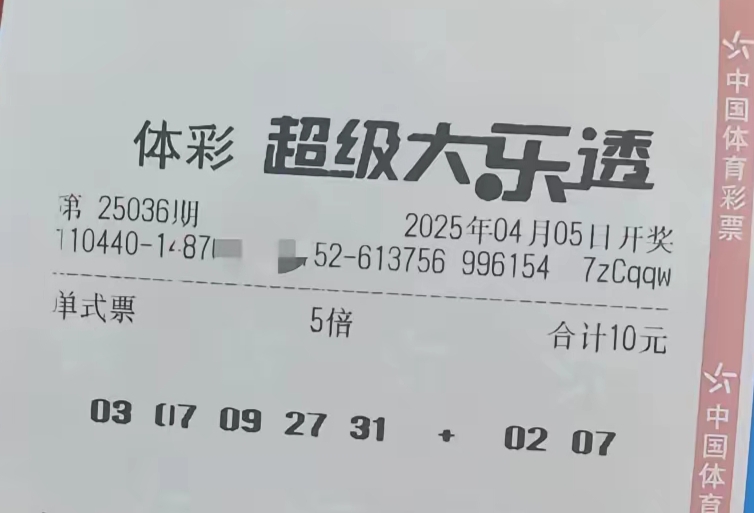 体彩 超级大乐透
第 25036期
2025年04月05日开奖
110440-1487 52-613756 996154 7zCqqw
单式票 5倍 合计10元
03 07 09 27 31 + 02 07
中国体育彩票
中国体育